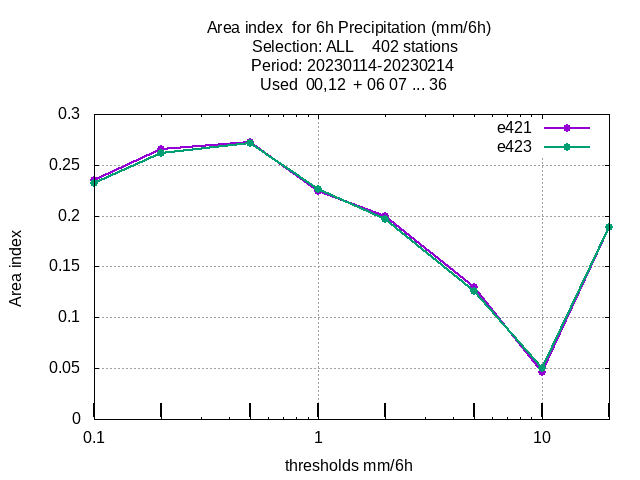 Area index  for 6h Precipitation (mm/6h)
Selection: ALL    402 stations
Period: 20230114-20230214
Used  00,12  + 06 07 ... 36
e421
e423
0.3
0.25
0.2
0.15
0.1
0.05
0
Area index
0.1 1 10
thresholds mm/6h